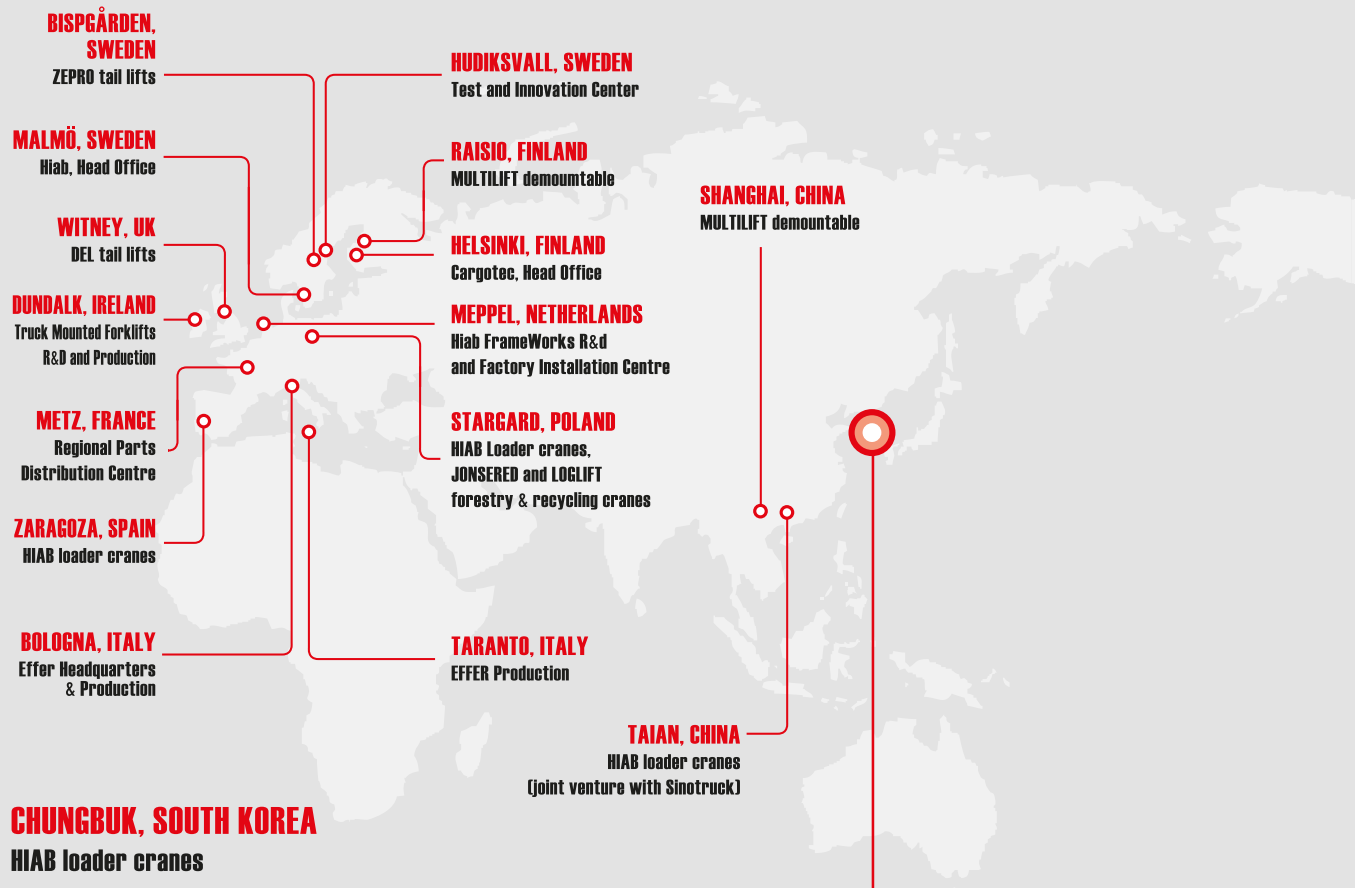 BISPGÅRDEN,
SWEDEN
ZEPRO tail lifts
MALMÖ, SWEDEN
Hiab, Head Office
WITNEY, UK
DEL tail lifts
DUNDALK, IRELAND
Truck Mounted Forklifts
R&D and Production
METZ, FRANCE
Regional Parts
Distribution Centre
ZARAGOZA, SPAIN
HIAB loader cranes
BOLOGNA, ITALY
Effer Headquarters
& Production
HUDIKSVALL, SWEDEN
Test and Innovation Center
RAISIO, FINLAND
MULTILIFT demoumtable
HELSINKI, FINLAND
Cargotec, Head Office
MEPPEL, NETHERLANDS
Hiab FrameWorks R&d
and Factory Installation Centre
STARGARD, POLAND
HIAB Loader cranes,
JONSERED and LOGLIFT
forestry & recycling cranes
TARANTO, ITALY
EFFER Production
SHANGHAI, CHINA
MULTILIFT demountable
TAIAN, CHINA
HIAB loader cranes
(joint venture with Sinotruck)
CHUNGBUK, SOUTH KOREA
HIAB loader cranes